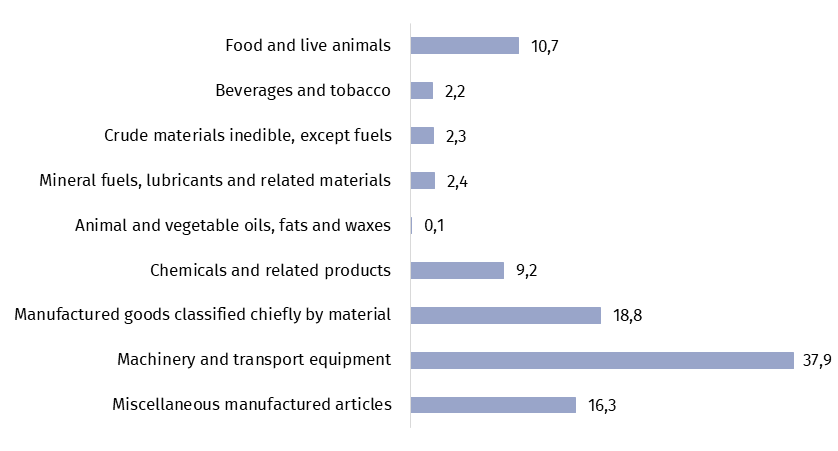 Food and live animals 10,7
Beverages and tobacco 2,2
Crude materials inedible, except fuels 2,3
Mineral fuels, lubricants and related materials 2,4
Animal and vegetable oils, fats and waxes 0,1
Chemicals and related products 9,2
Manufactured goods classified chiefly by material 18,8
Machinery and transport equipment 37,9
Miscellaneous manufactured articles 16,3